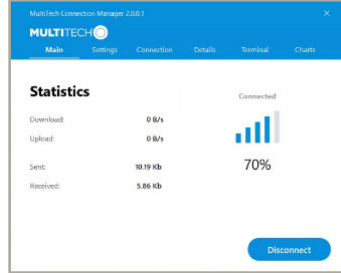 MultiTech Connection Manager 2.0.0.1
MULTITECH
Main Settings Connection Details Terminal Charts
Statistics
Connected
Download: 0 B/s
Upload: 0 B/s
70%
Sent: 10.19 Kb
Received: 5.86 Kb
Disconnect